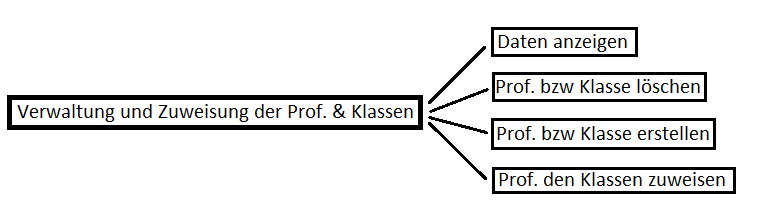 Daten anzeigen
Prof. bzw Klasse löschen
Verwaltung und Zuweisung der Prof. & Klassen
Prof. bzw Klasse erstellen
Prof. den Klassen zuweisen